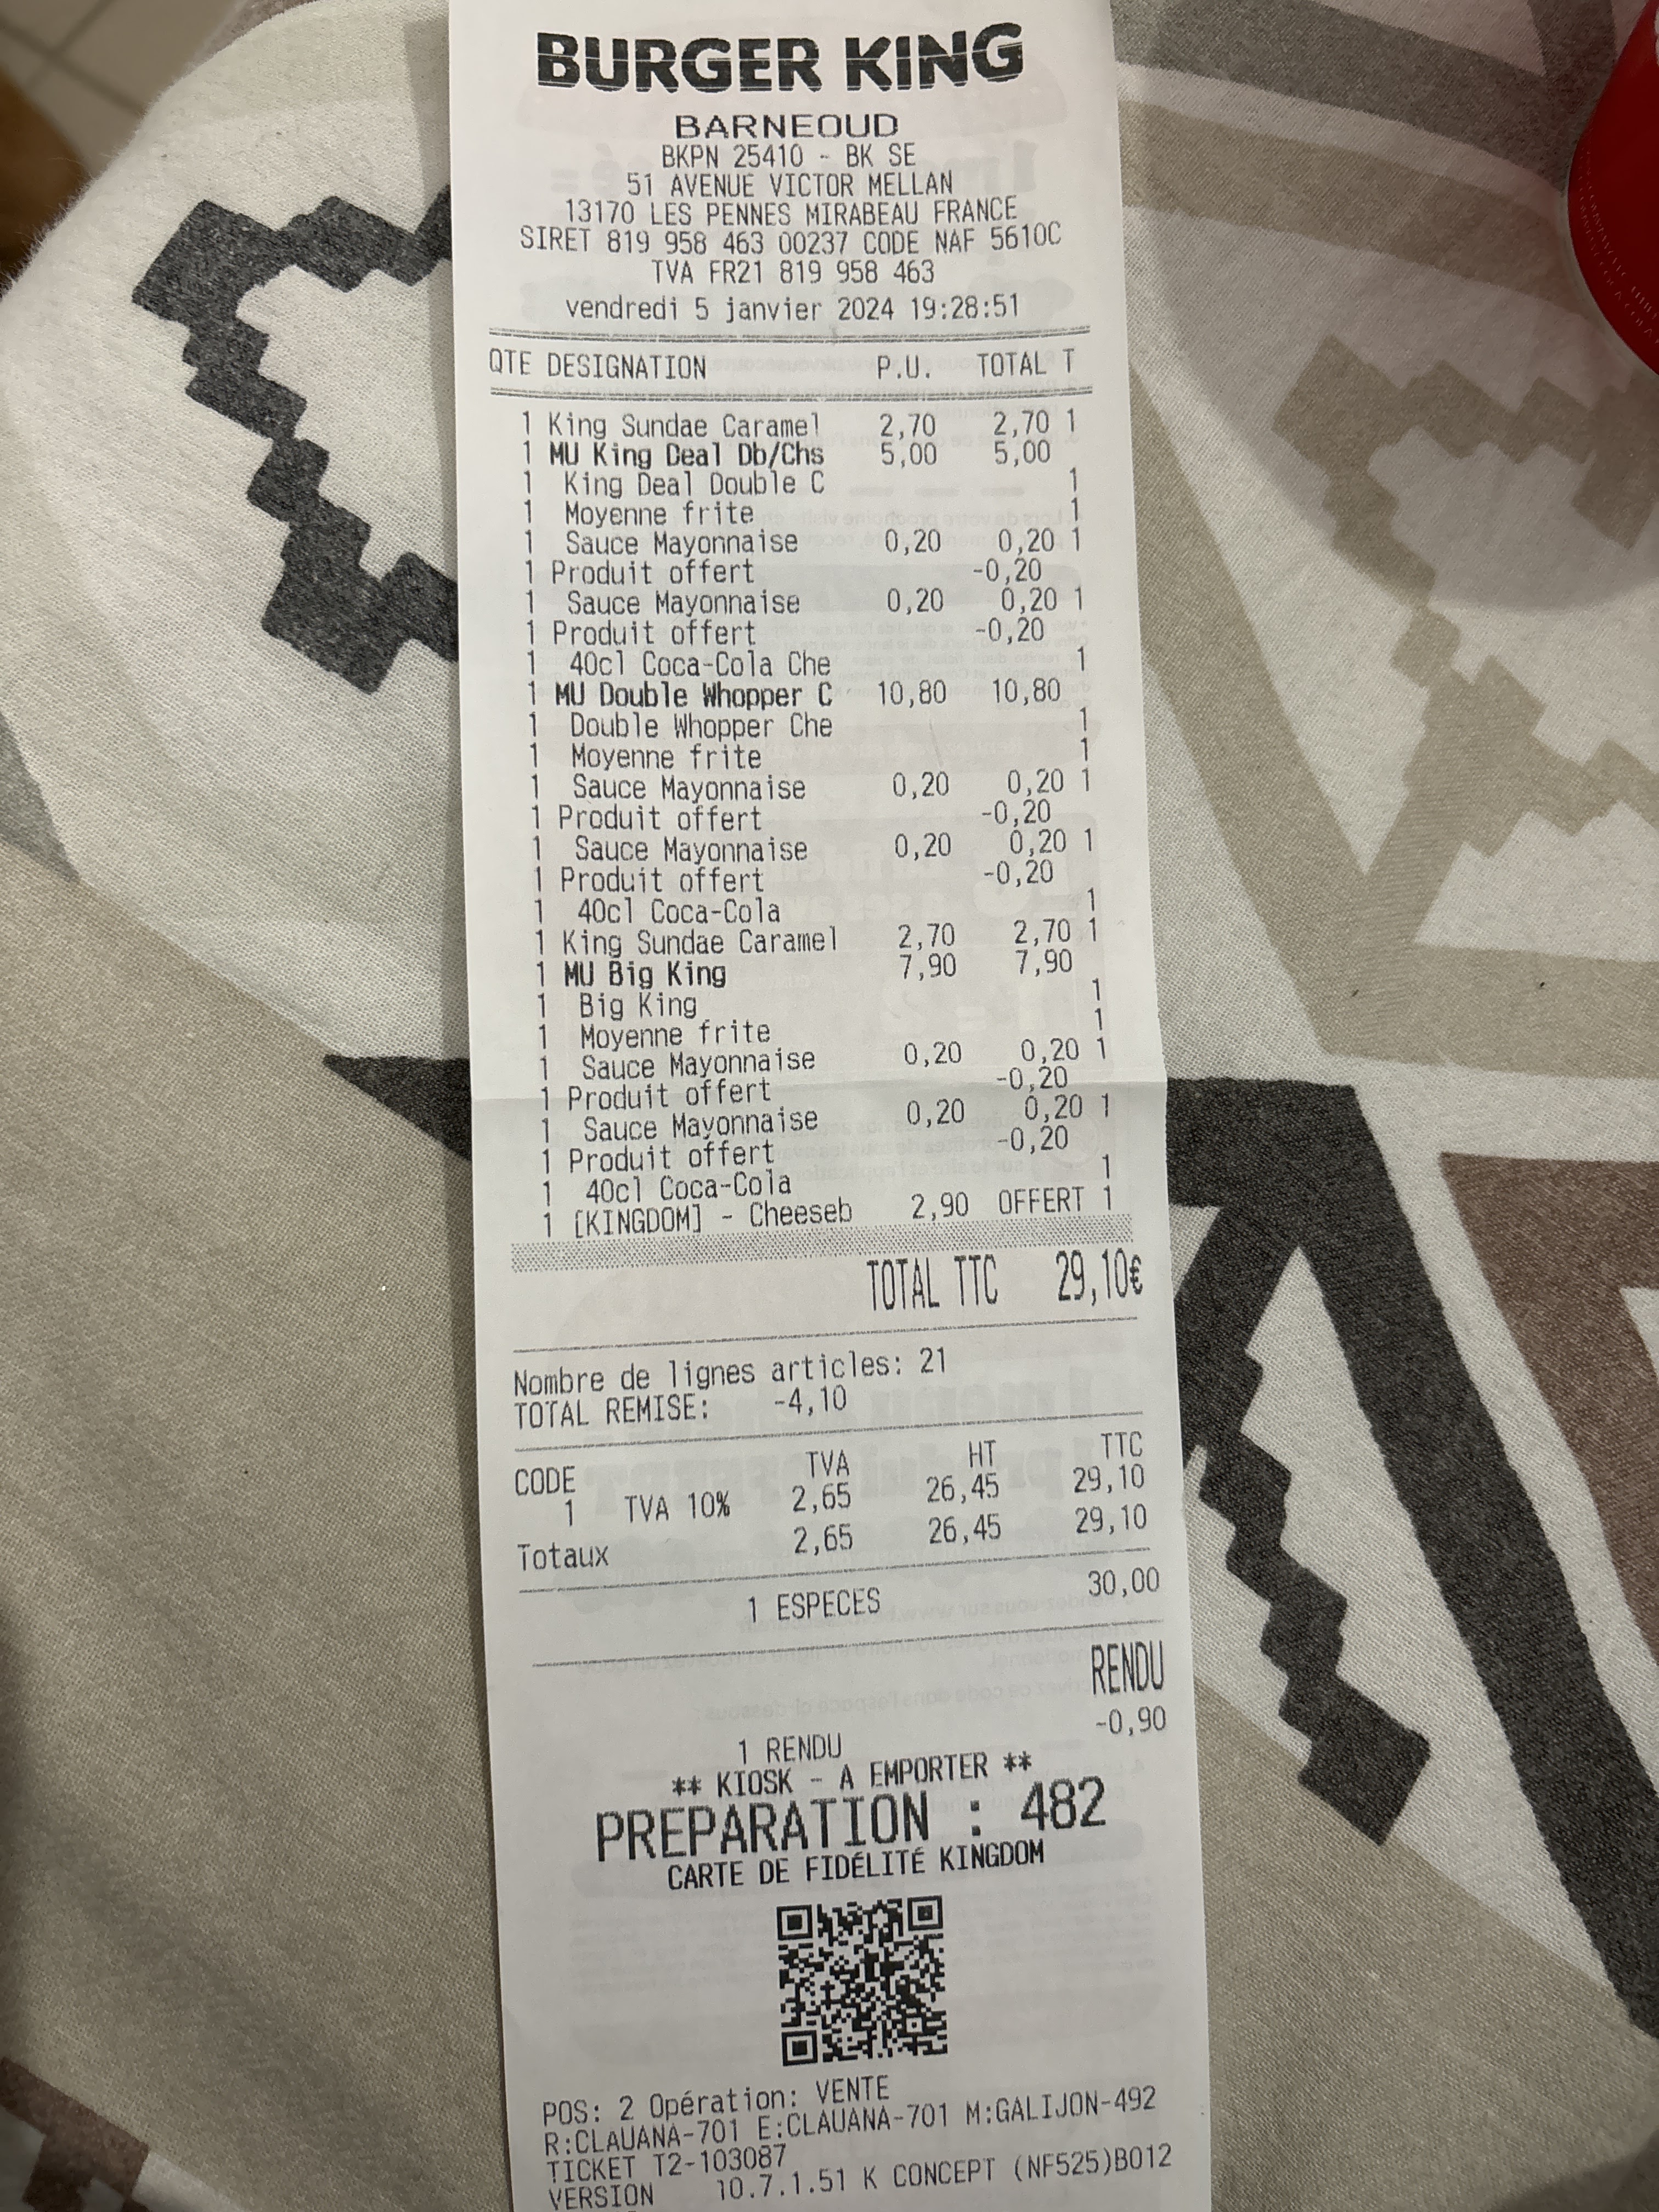 BURGER KING
BARNEOUD
BKPN 25410 - BK SE
51 AVENUE VICTOR MELLAN
13170 LES PENNES MIRABEAU FRANCE
SIRET 819 958 463 00237 CODE NAF 5610C
TVA FR21 819 958 463
vendredi 5 janvier 2024 19:28:51
QTE DESIGNATION P.U. TOTAL T
1 King Sundae Caramel 2,70 2,70 1
1 MU King Deal Db/Chs 5,00 5,00
1 King Deal Double C 1
1 Moyenne frite 1
1 Sauce Mayonnaise 0,20 0,20 1
1 Produit offert -0,20
1 Sauce Mayonnaise 0,20 0,20 1
1 Produit offert -0,20
1 40cl Coca-Cola Che 1
1 MU Double Whopper C 10,80 10,80
1 Double Whopper Che 1
1 Moyenne frite 1
1 Sauce Mayonnaise 0,20 0,20 1
1 Produit offert -0,20
1 Sauce Mayonnaise 0,20 0,20 1
1 Produit offert -0,20
1 40cl Coca-Cola 1
1 King Sundae Caramel 2,70 2,70 1
1 MU Big King 7,90 7,90
1 Big King 1
1 Moyenne frite 1
1 Sauce Mayonnaise 0,20 0,20 1
1 Produit offert -0,20
1 Sauce Mayonnaise 0,20 0,20 1
1 Produit offert -0,20
1 40cl Coca-Cola 1
1 [KINGDOM] - Cheeseb 2,90 OFFERT 1
TOTAL TTC 29,10€
Nombre de lignes articles: 21
TOTAL REMISE: -4,10
CODE TVA HT TTC
1 TVA 10% 2,65 26,45 29,10
Totaux 2,65 26,45 29,10
1 ESPECES 30,00
RENDU
1 RENDU -0,90
** KIOSK - A EMPORTER **
PREPARATION : 482
CARTE DE FIDÉLITÉ KINGDOM
POS: 2 Opération: VENTE
R:CLAUANA-701 E:CLAUANA-701 M:GALIJON-492
TICKET T2-103087
VERSION 10.7.1.51 K CONCEPT (NF525)B012